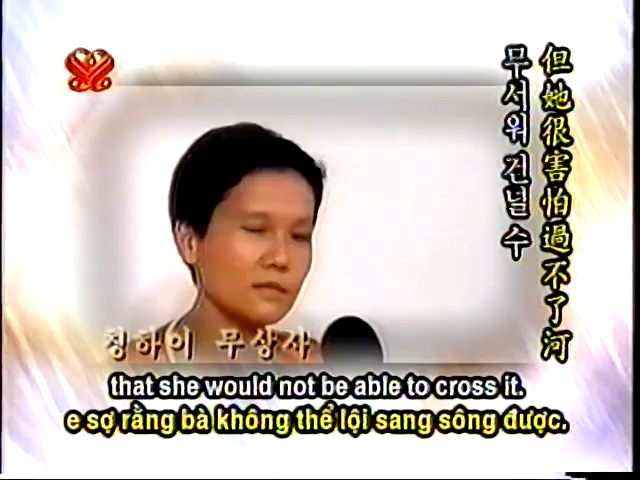 但她很害怕過不了河
무서워 건널 수
청하이 무상사
that she would not be able to cross it.
e sợ rằng bà không thể lội sang sông được.